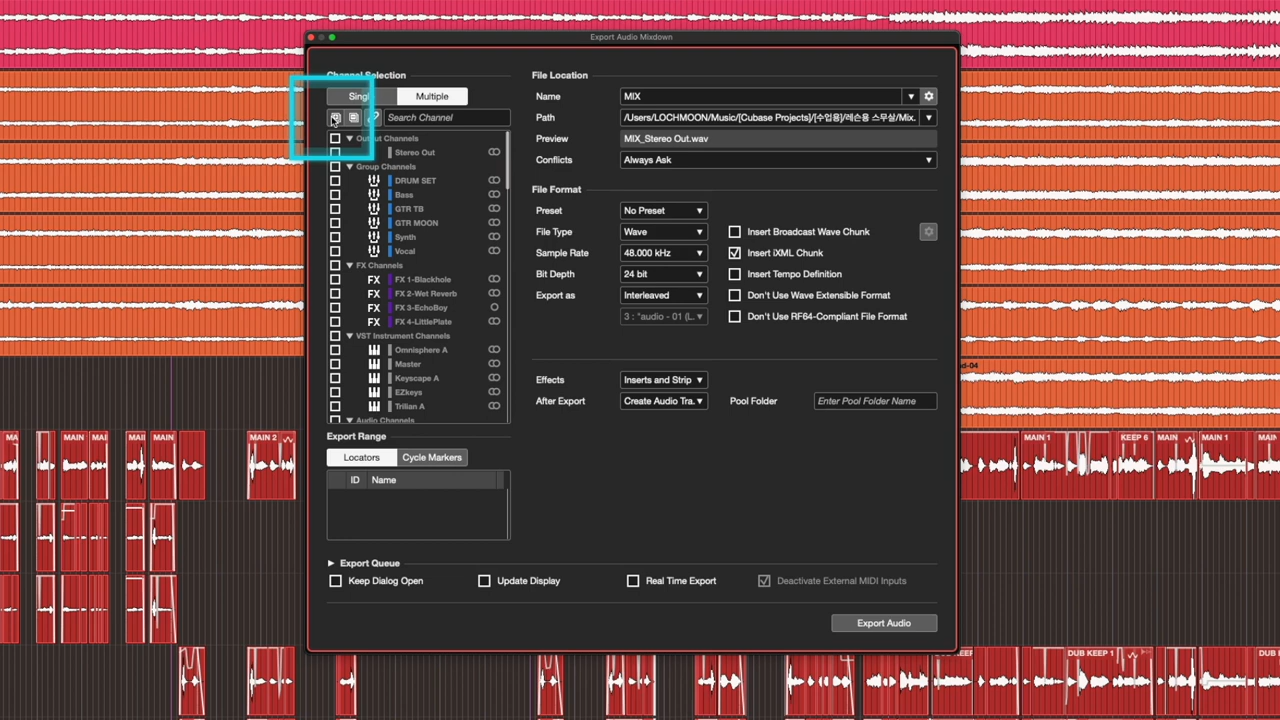 Export Audio Mixdown
Channel Selection
Single
Multiple
Search Channel
Output Channels
Stereo Out
Group Channels
DRUM SET
Bass
GTR TB
GTR MOON
Synth
Vocal
FX Channels
FX FX 1-Blackhole
FX FX 2-Wet Reverb
FX FX 3-EchoBoy
FX FX 4-LittlePlate
VST Instrument Channels
Omnisphere A
Master
Keyscape A
EZkeys
Trilian A
Audio Channels
Export Range
Locators
Cycle Markers
ID Name
Export Queue
Keep Dialog Open
Update Display
Real Time Export
Deactivate External MIDI Inputs
Export Audio
File Location
Name MIX
Path /Users/LOCHMOON/Music/[Cubase Projects]/[수업용]/레슨용 스무살/Mix.
Preview MIX_Stereo Out.wav
Conflicts Always Ask
File Format
Preset No Preset
File Type Wave
Insert Broadcast Wave Chunk
Sample Rate 48.000 kHz
Insert iXML Chunk
Bit Depth 24 bit
Insert Tempo Definition
Export as Interleaved
Don't Use Wave Extensible Format
3 : "audio - 01 (L...
Don't Use RF64-Compliant File Format
Effects Inserts and Strip
After Export Create Audio Tra...
Pool Folder Enter Pool Folder Name
MA
MAIN
MAI
MAI
MAIN
MAIN 2
MAIN 1
KEEP 6
MAIN
MAIN 1
MAIN
DUB KEEP 1